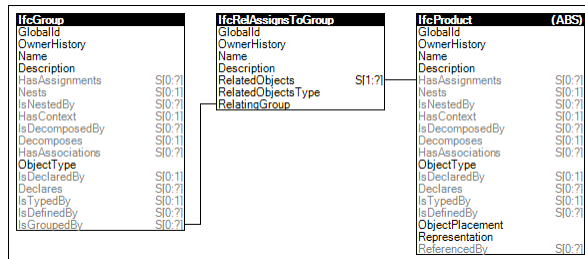 IfcGroup
GlobalId
OwnerHistory
Name
Description
HasAssignments S[0:?]
Nests S[0:1]
IsNestedBy S[0:?]
HasContext S[0:1]
IsDecomposedBy S[0:?]
Decomposes S[0:1]
HasAssociations S[0:?]
ObjectType
IsDeclaredBy S[0:1]
Declares S[0:?]
IsTypedBy S[0:1]
IsDefinedBy S[0:?]
IsGroupedBy S[0:?]
IfcRelAssignsToGroup
GlobalId
OwnerHistory
Name
Description
RelatedObjects S[1:?]
RelatedObjectsType
RelatingGroup
IfcProduct (ABS)
GlobalId
OwnerHistory
Name
Description
HasAssignments S[0:?]
Nests S[0:1]
IsNestedBy S[0:?]
HasContext S[0:1]
IsDecomposedBy S[0:?]
Decomposes S[0:1]
HasAssociations S[0:?]
ObjectType
IsDeclaredBy S[0:1]
Declares S[0:?]
IsTypedBy S[0:1]
IsDefinedBy S[0:?]
ObjectPlacement
Representation
ReferencedBy S[0:?]